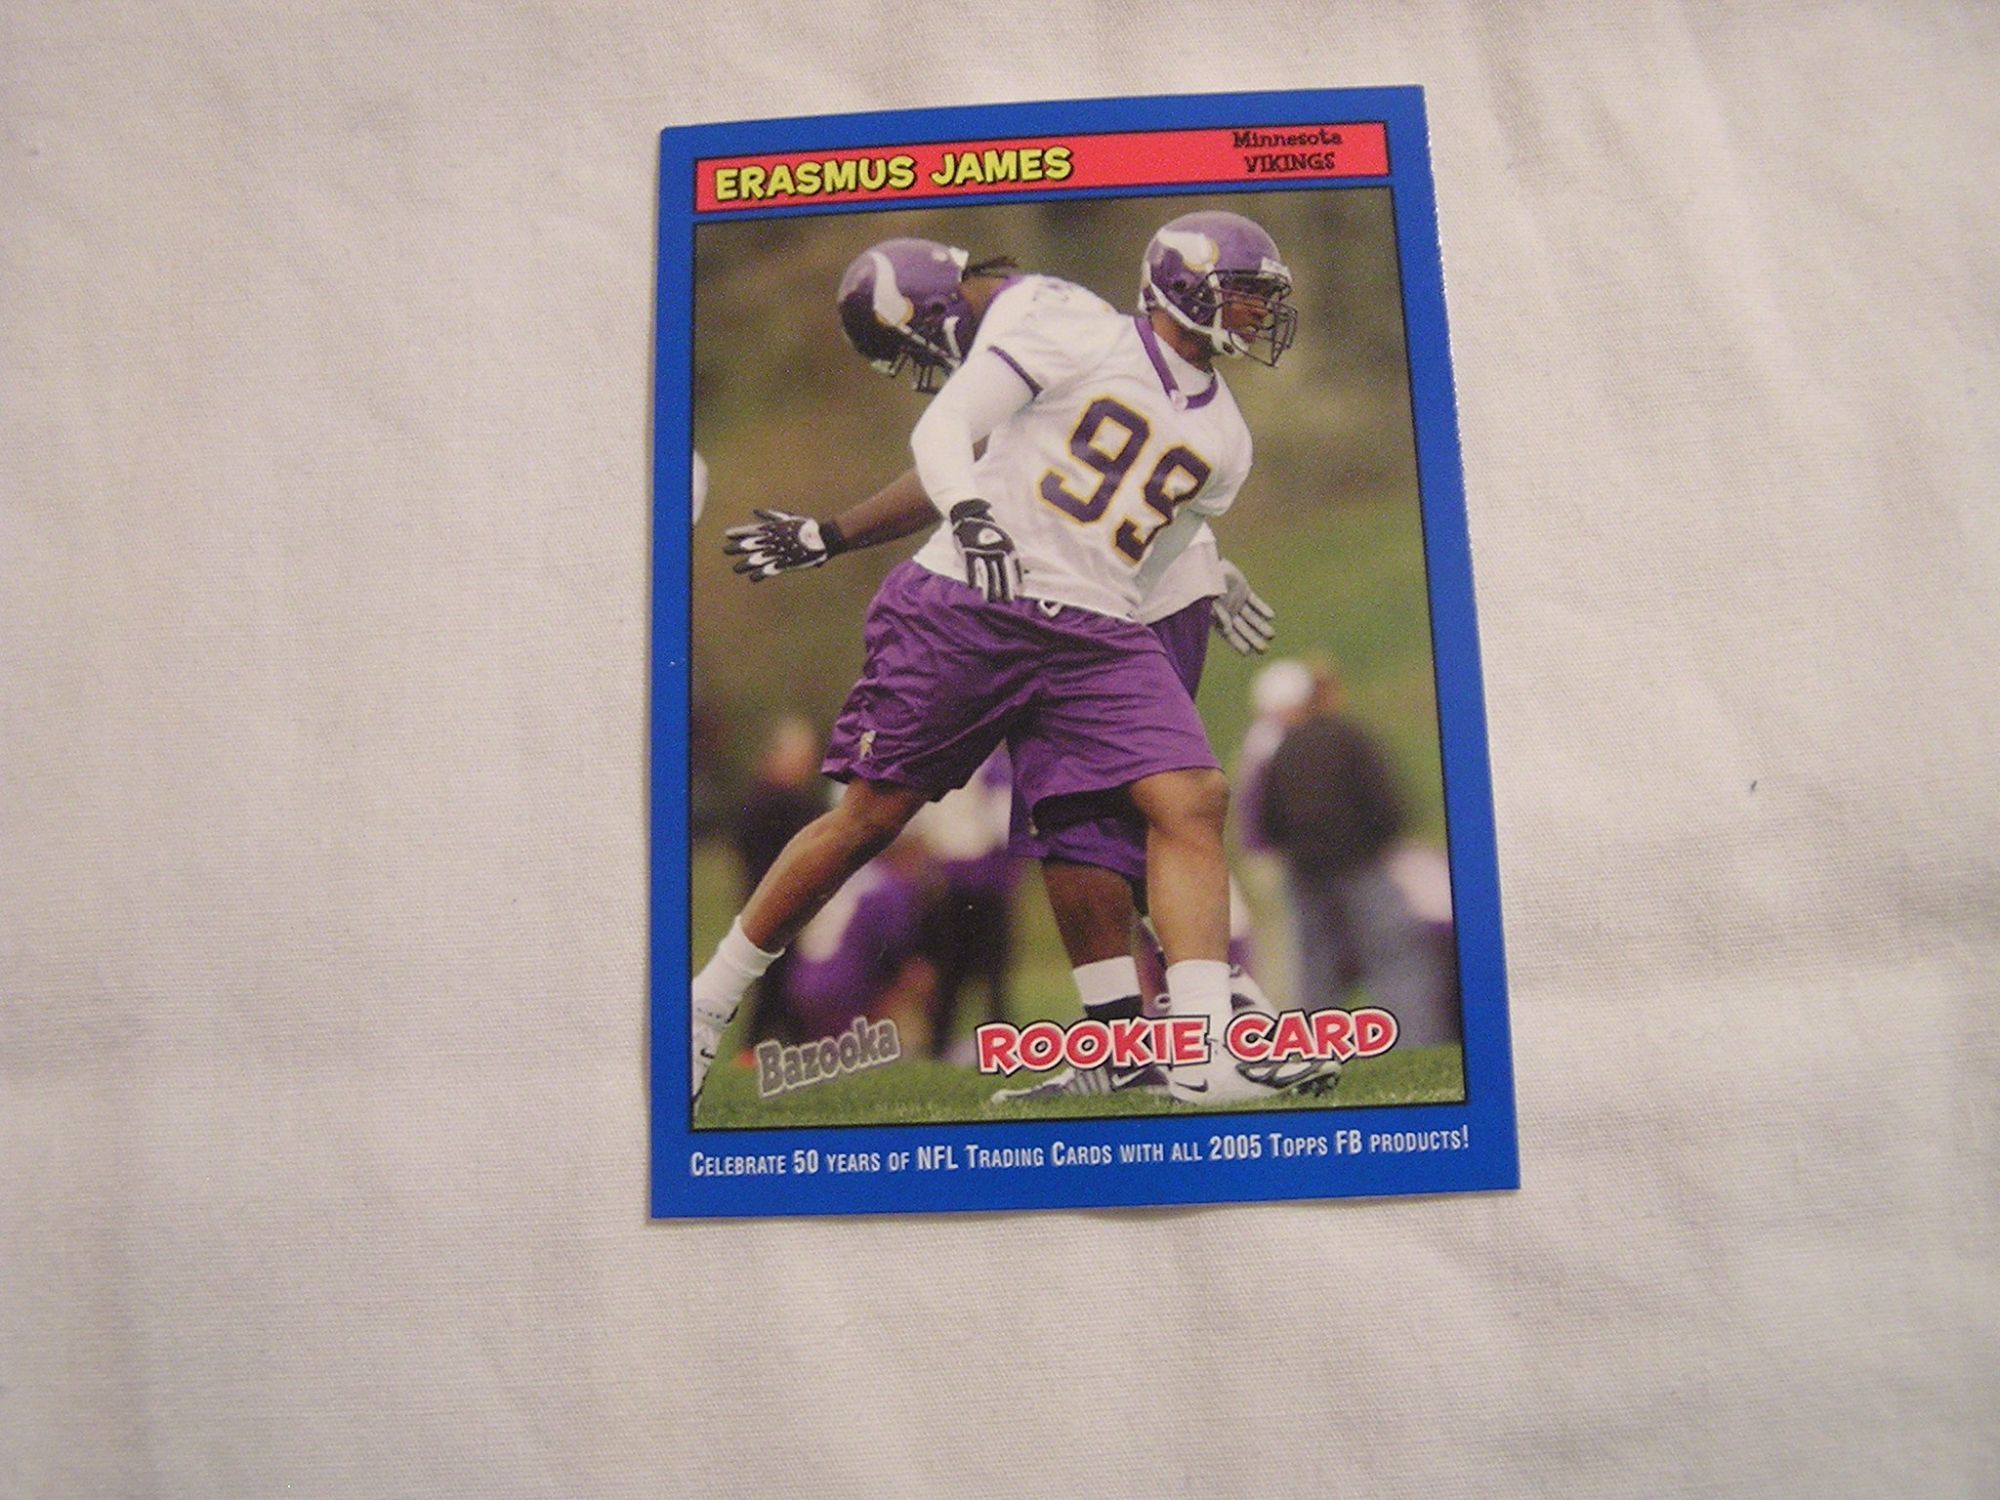 ERASMUS JAMES
Minnesota
VIKINGS
99
Bazooka
ROOKIE CARD
CELEBRATE 50 YEARS OF NFL TRADING CARDS WITH ALL 2005 TOPPS FB PRODUCTS!